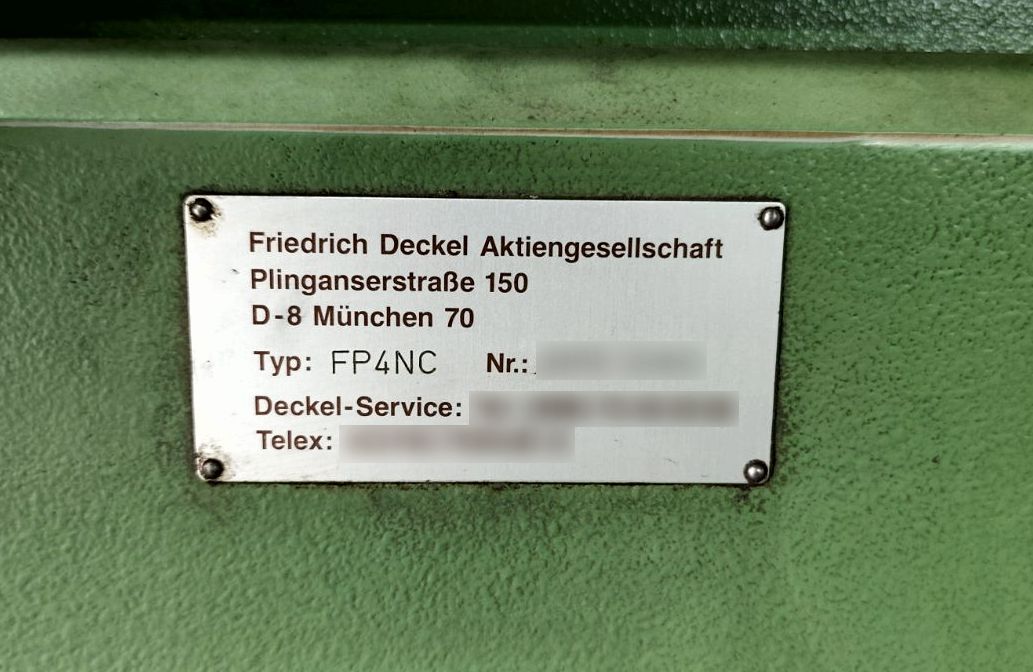 Friedrich Deckel Aktiengesellschaft
Plinganserstraße 150
D-8 München 70
Typ: FP4NC Nr.:
Deckel-Service:
Telex: